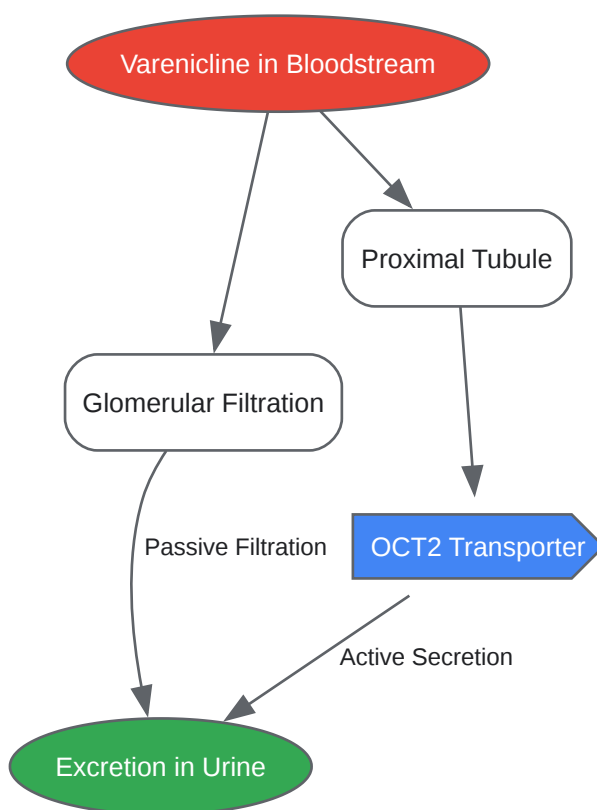 Varenicline in Bloodstream
Proximal Tubule
Glomerular Filtration
Passive Filtration
OCT2 Transporter
Active Secretion
Excretion in Urine